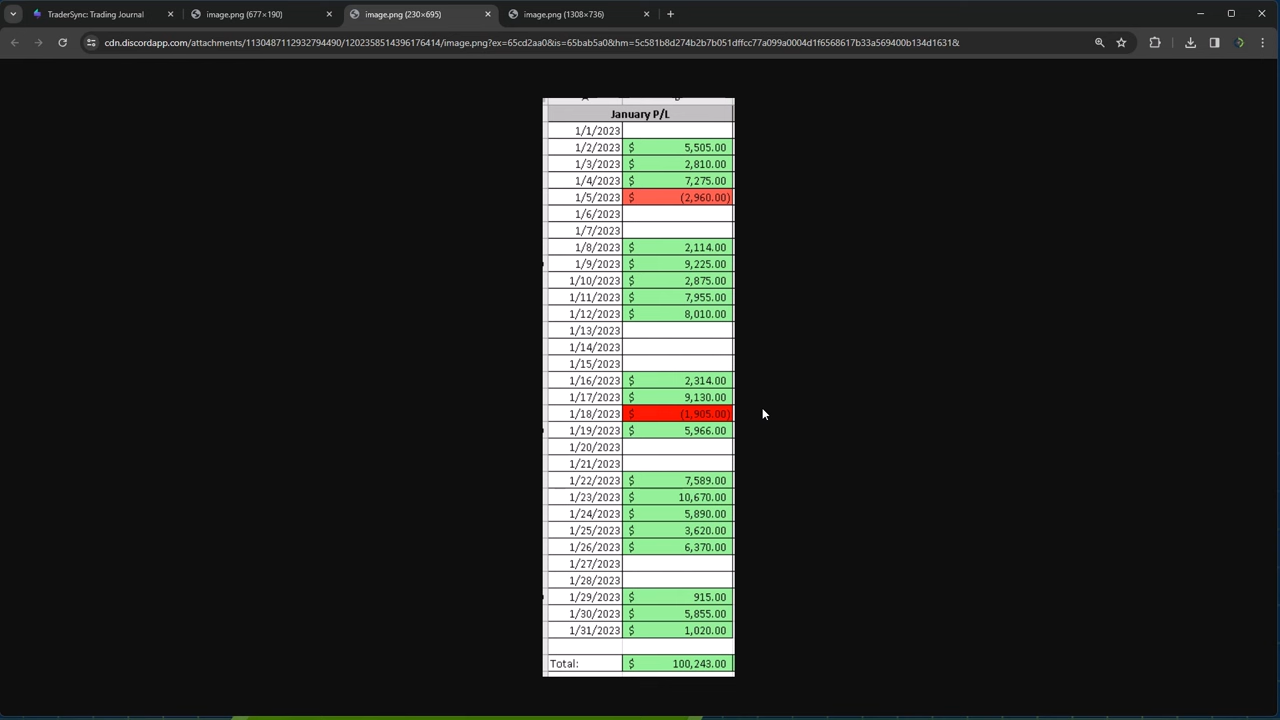 TraderSync: Trading Journal
image.png (677×190)
image.png (230×695)
image.png (1308×736)
cdn.discordapp.com/attachments/1130487112932794490/1202358514396176414/image.png?ex=65cd2aa0&is=65bab5a0&hm=5c581b8d274b2b7b051dffcc77a099a0004d1f6568617b33a569400b134d1631&
January P/L
1/1/2023
1/2/2023 $ 5,505.00
1/3/2023 $ 2,810.00
1/4/2023 $ 7,275.00
1/5/2023 $ (2,960.00)
1/6/2023
1/7/2023
1/8/2023 $ 2,114.00
1/9/2023 $ 9,225.00
1/10/2023 $ 2,875.00
1/11/2023 $ 7,955.00
1/12/2023 $ 8,010.00
1/13/2023
1/14/2023
1/15/2023
1/16/2023 $ 2,314.00
1/17/2023 $ 9,130.00
1/18/2023 $ (1,905.00)
1/19/2023 $ 5,966.00
1/20/2023
1/21/2023
1/22/2023 $ 7,589.00
1/23/2023 $ 10,670.00
1/24/2023 $ 5,890.00
1/25/2023 $ 3,620.00
1/26/2023 $ 6,370.00
1/27/2023
1/28/2023
1/29/2023 $ 915.00
1/30/2023 $ 5,855.00
1/31/2023 $ 1,020.00
Total: $ 100,243.00